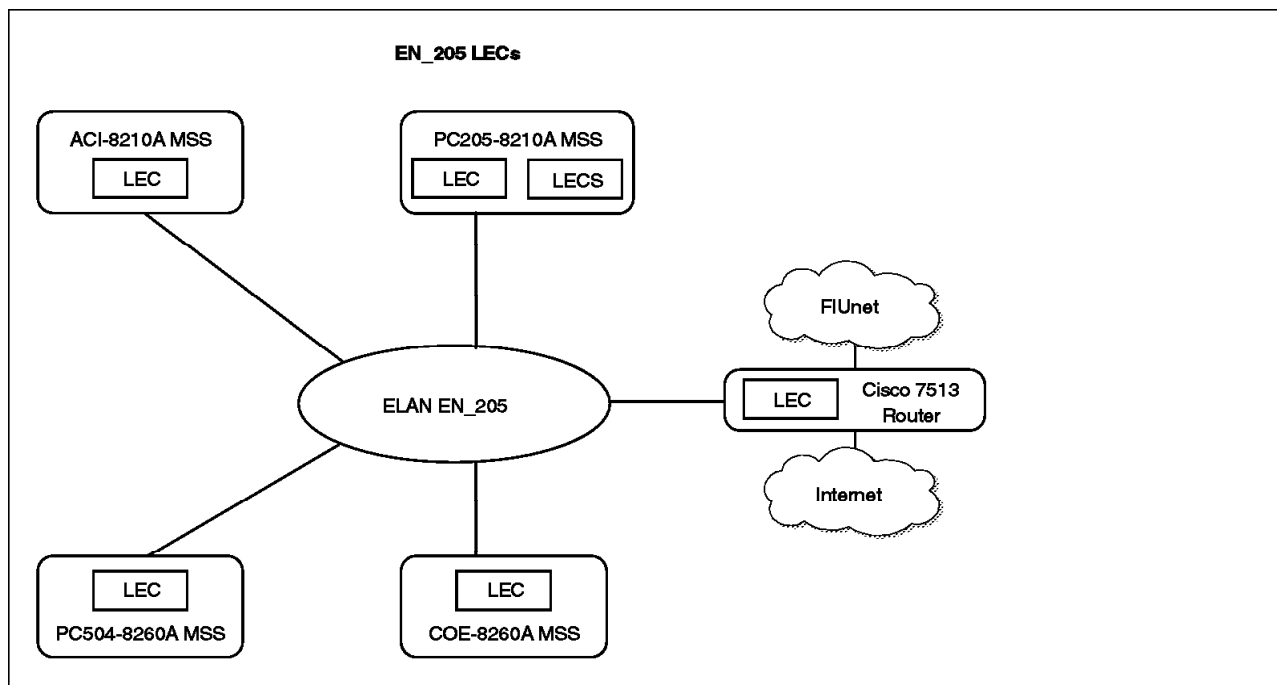 EN_205 LECs
ACI-8210A MSS
LEC
PC205-8210A MSS
LEC
LECS
FIUnet
ELAN EN_205
LEC
Cisco 7513
Router
Internet
LEC
PC504-8260A MSS
LEC
COE-8260A MSS